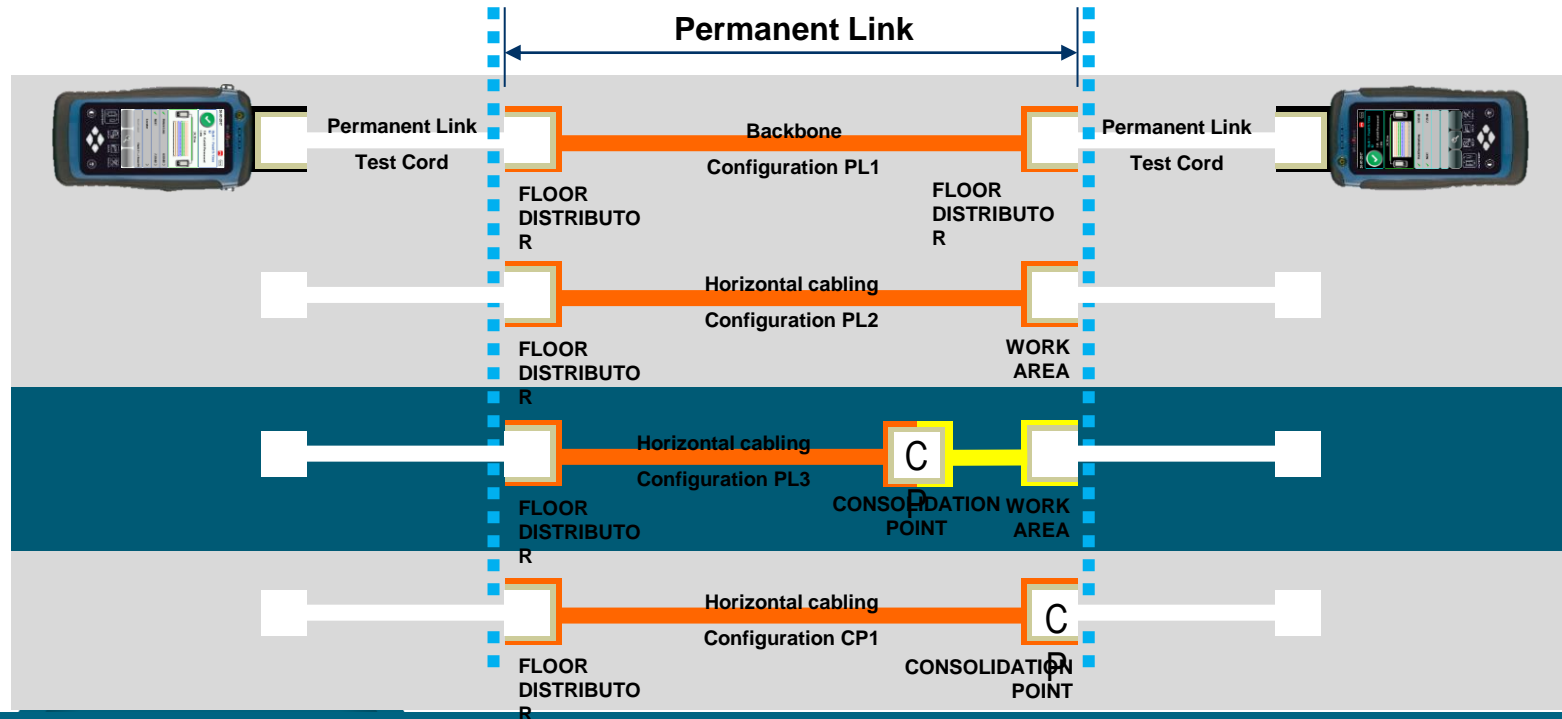 Permanent Link
Permanent Link
Test Cord
Backbone
Configuration PL1
Permanent Link
Test Cord
FLOOR
DISTRIBUTO
R
FLOOR
DISTRIBUTO
R
Horizontal cabling
Configuration PL2
FLOOR
DISTRIBUTO
R
WORK
AREA
Horizontal cabling
Configuration PL3
C
P
FLOOR
DISTRIBUTO
R
CONSOLIDATION
POINT
WORK
AREA
Horizontal cabling
Configuration CP1
C
P
FLOOR
DISTRIBUTO
R
CONSOLIDATION
POINT